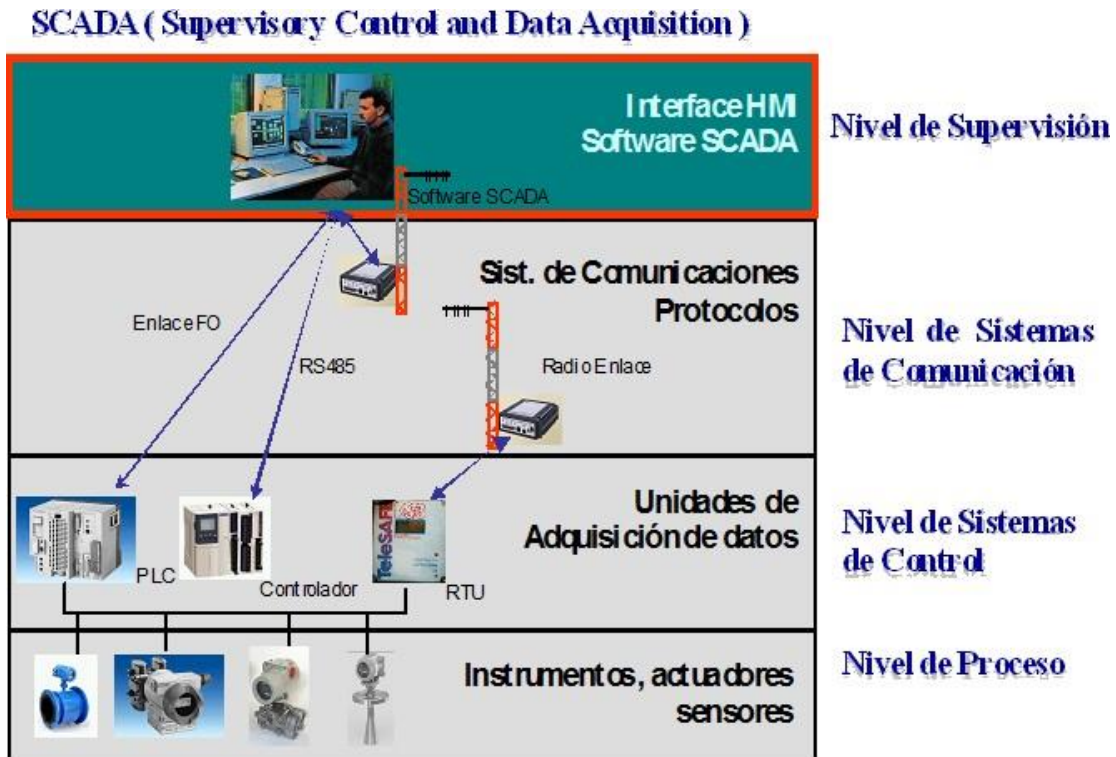 SCADA ( Supervisory Control and Data Acquisition )
Interface HMI
Software SCADA
Nivel de Supervisión
Software SCADA
Sist. de Comunicaciones
Protocolos
Enlace FO
RS485
Radio Enlace
Nivel de Sistemas
de Comunicación
Unidades de
Adquisición de datos
Nivel de Sistemas
de Control
TeleSAFE
PLC
Controlador
RTU
Instrumentos, actuadores
sensores
Nivel de Proceso